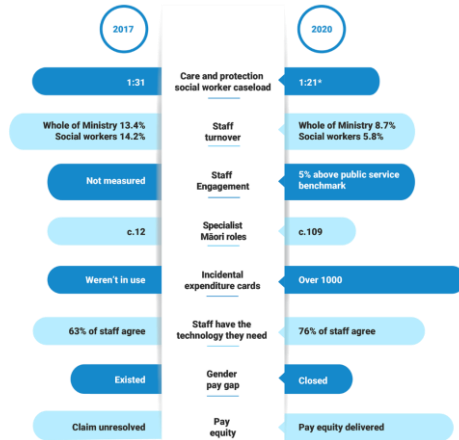 2017
2020
1:31
Care and protection
social worker caseload
1:21*
Whole of Ministry 13.4%
Social workers 14.2%
Staff
turnover
Whole of Ministry 8.7%
Social workers 5.8%
Not measured
Staff
Engagement
5% above public service
benchmark
c.12
Specialist
Māori roles
c.109
Weren't in use
Incidental
expenditure cards
Over 1000
63% of staff agree
Staff have the
technology they need
76% of staff agree
Existed
Gender
pay gap
Closed
Claim unresolved
Pay
equity
Pay equity delivered